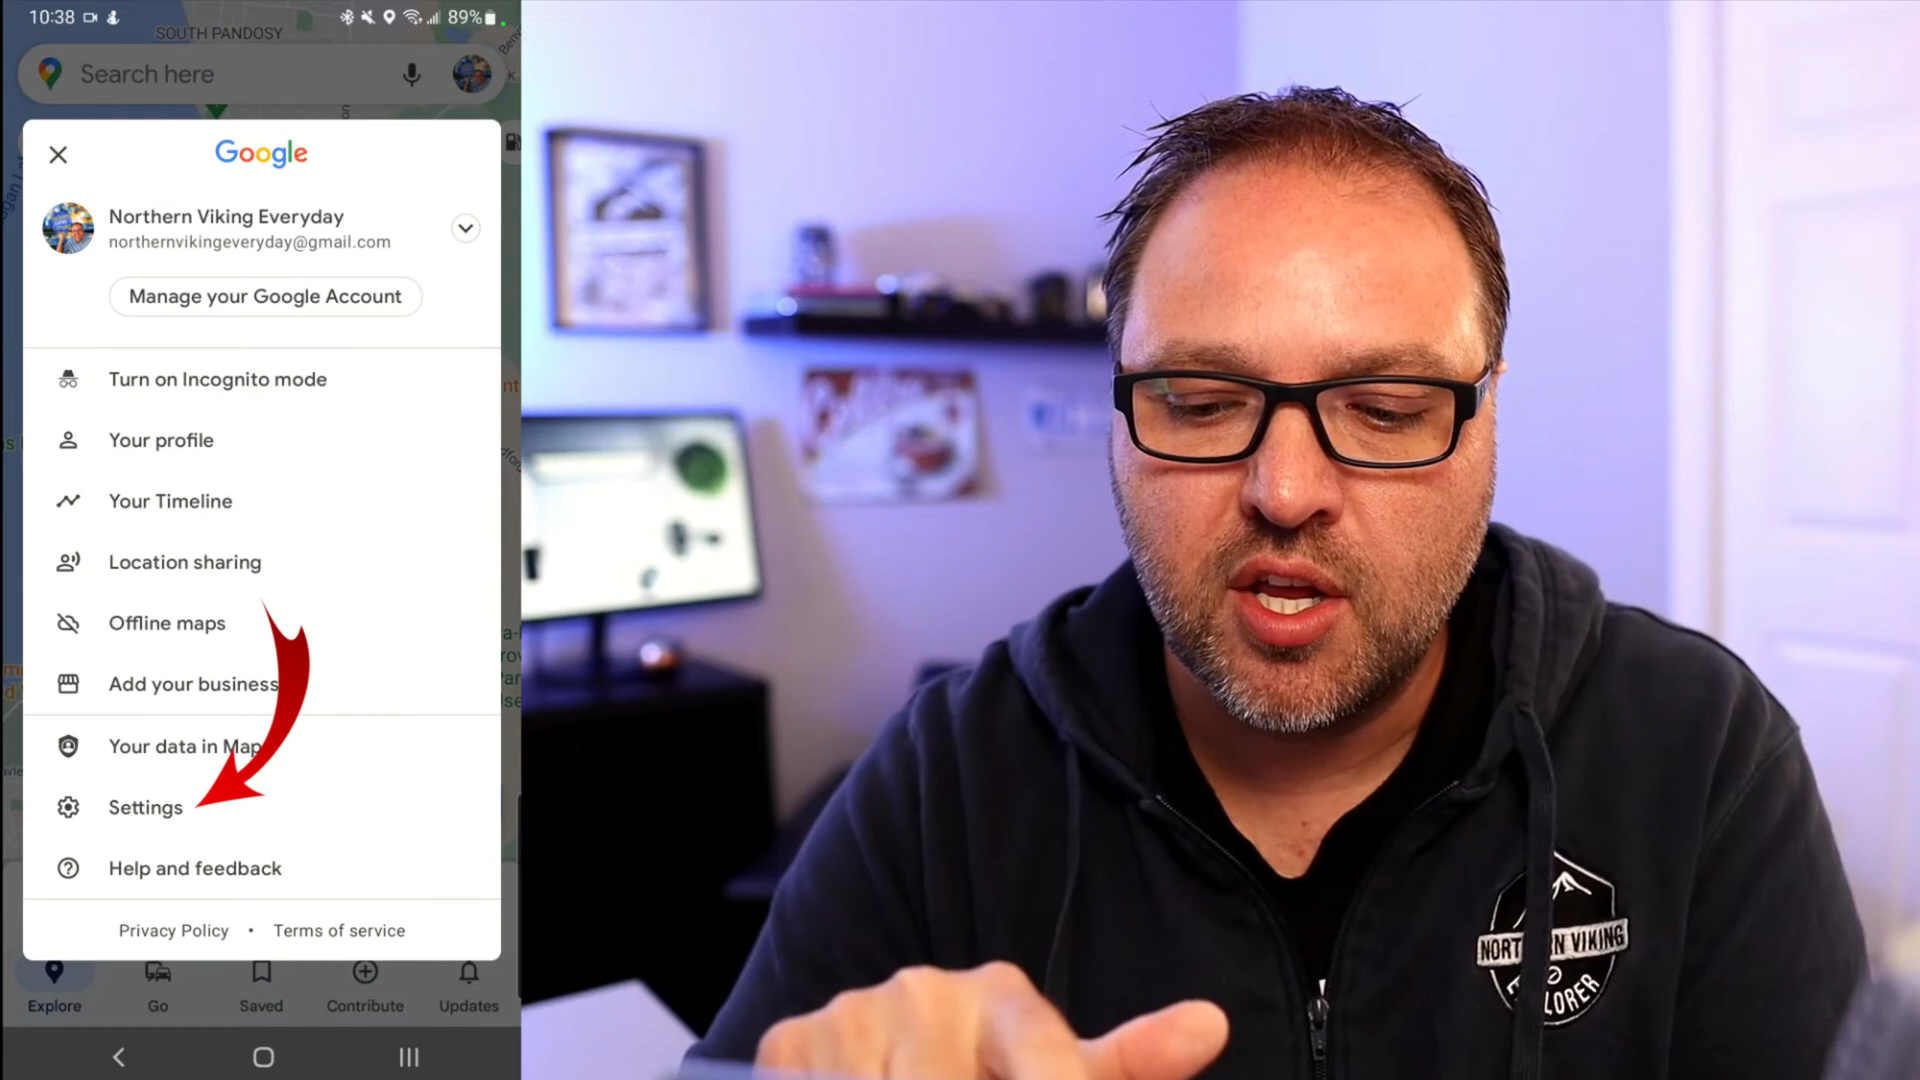 10:38
89%
SOUTH PANDOSY
Search here
Google
Northern Viking Everyday
northernvikingeveryday@gmail.com
Manage your Google Account
Turn on Incognito mode
Your profile
Your Timeline
Location sharing
Offline maps
Add your business
Your data in Map
Settings
Help and feedback
Privacy Policy • Terms of service
Explore
Go
Saved
Contribute
Updates
NORTHERN VIKING
EXPLORER